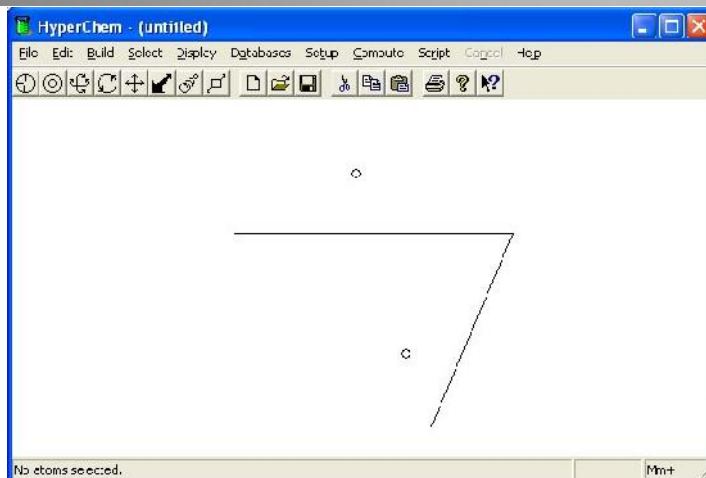 HyperChem - (untitled)
File Edit Build Select Display Databases Setup Compute Script Cancel Help
No atoms selected.
Mm+